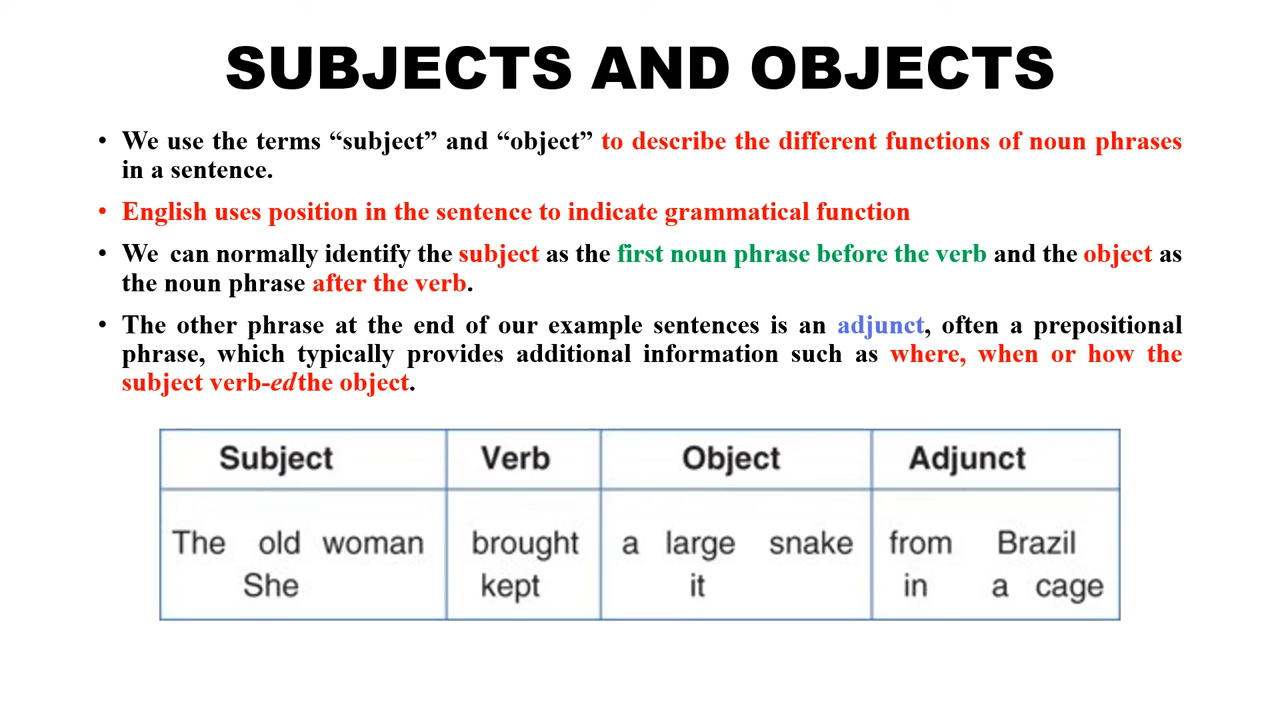 SUBJECTS AND OBJECTS
• We use the terms “subject” and “object” to describe the different functions of noun phrases
in a sentence.
• English uses position in the sentence to indicate grammatical function
• We can normally identify the subject as the first noun phrase before the verb and the object as
the noun phrase after the verb.
• The other phrase at the end of our example sentences is an adjunct, often a prepositional
phrase, which typically provides additional information such as where, when or how the
subject verb-edthe object.
Subject Verb Object Adjunct
The old woman brought a large snake from Brazil
She kept it in a cage